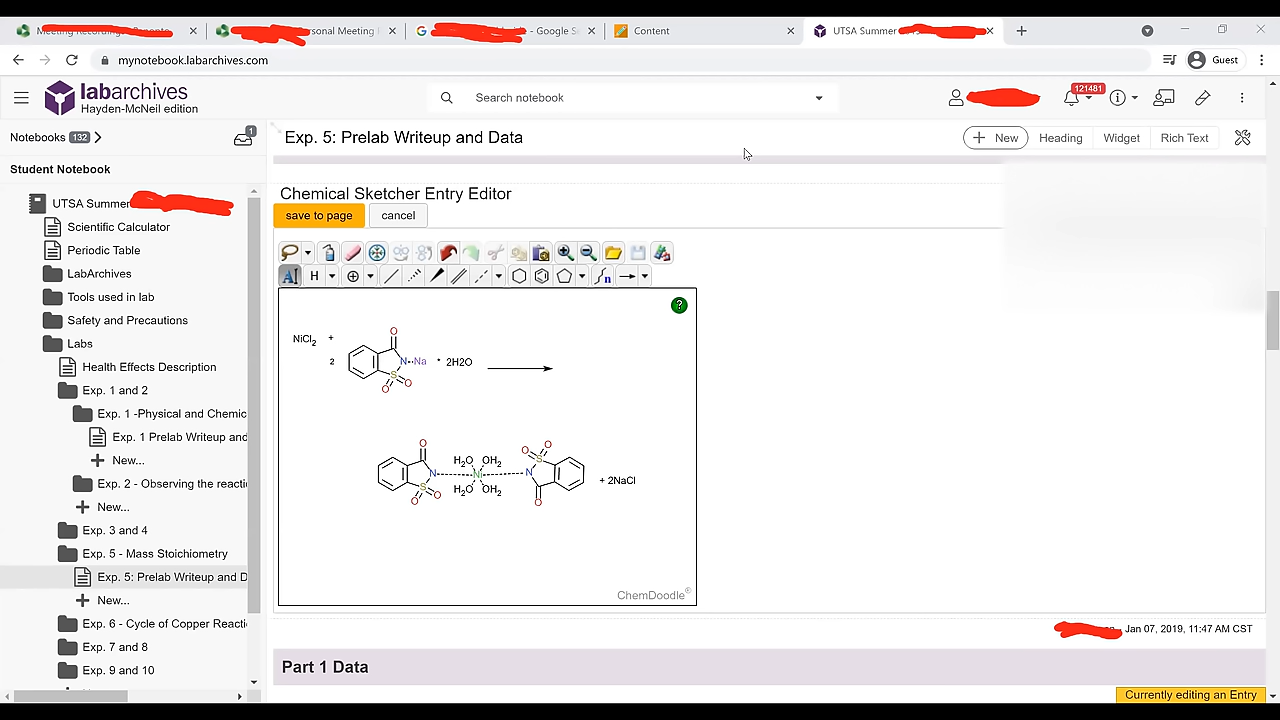 Meeting Recordings
ersonal Meeting
- Google S
Content
UTSA Summer
mynotebook.labarchives.com
Guest
labarchives
Hayden-McNeil edition
Search notebook
121481
Notebooks 132
1
Exp. 5: Prelab Writeup and Data
New
Heading
Widget
Rich Text
Student Notebook
UTSA Summer
Scientific Calculator
Periodic Table
LabArchives
Tools used in lab
Safety and Precautions
Labs
Health Effects Description
Exp. 1 and 2
Exp. 1 -Physical and Chemic
Exp. 1 Prelab Writeup and
New...
Exp. 2 - Observing the reacti
New...
Exp. 3 and 4
Exp. 5 - Mass Stoichiometry
Exp. 5: Prelab Writeup and D
New...
Exp. 6 - Cycle of Copper Reacti
Exp. 7 and 8
Exp. 9 and 10
Chemical Sketcher Entry Editor
save to page
cancel
H
n
?
NiCl2 +
2
O
N Na * 2H2O
S
O O
O
N
S
O O
H2O OH2
Ni
H2O OH2
O O
S
N
O
+ 2NaCl
ChemDoodle®
Jan 07, 2019, 11:47 AM CST
Part 1 Data
Currently editing an Entry